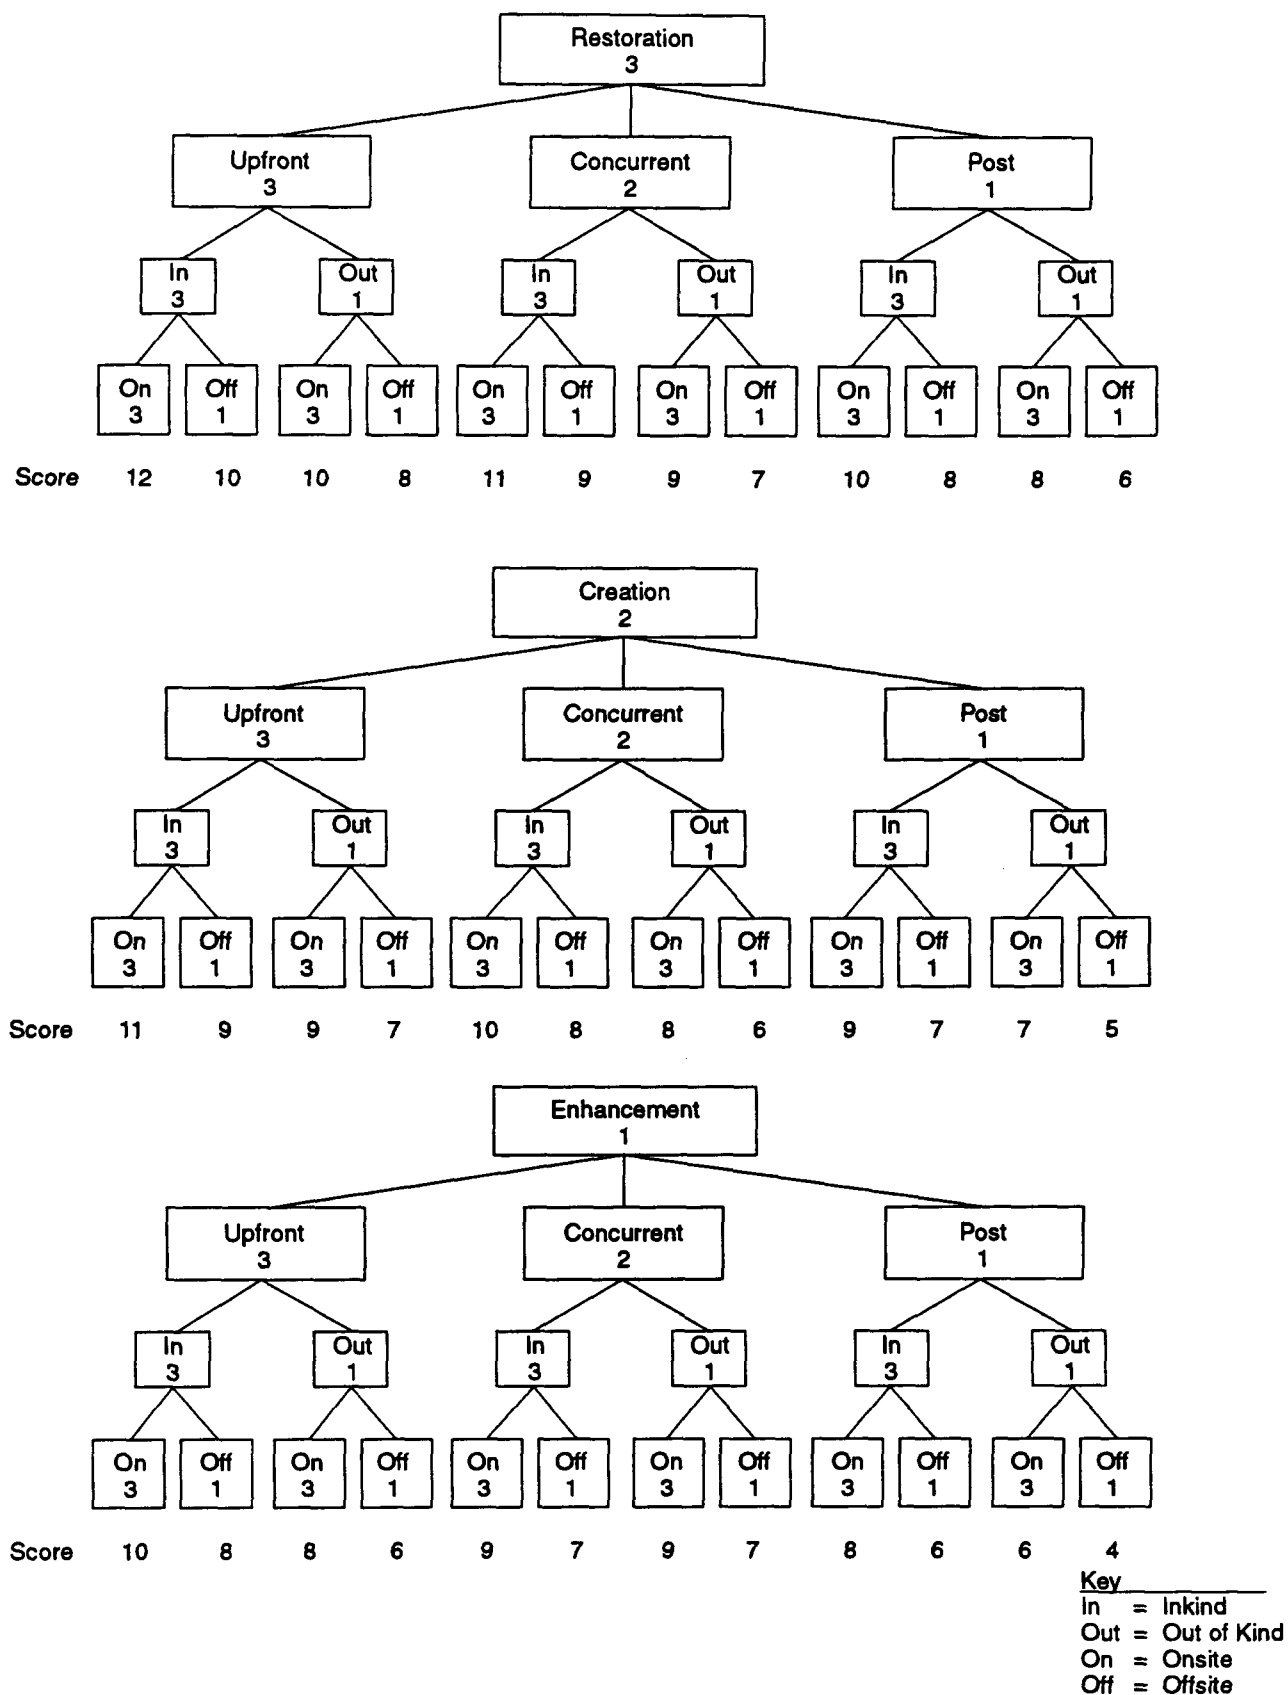 Restoration
3
Upfront Concurrent Post
3 2 1
In Out In Out In Out
3 1 3 1 3 1
On Off On Off On Off On Off On Off On Off
3 1 3 1 3 1 3 1 3 1 3 1
Score 12 10 10 8 11 9 9 7 10 8 8 6
Creation
2
Upfront Concurrent Post
3 2 1
In Out In Out In Out
3 1 3 1 3 1
On Off On Off On Off On Off On Off On Off
3 1 3 1 3 1 3 1 3 1 3 1
Score 11 9 9 7 10 8 8 6 9 7 7 5
Enhancement
1
Upfront Concurrent Post
3 2 1
In Out In Out In Out
3 1 3 1 3 1
On Off On Off On Off On Off On Off On Off
3 1 3 1 3 1 3 1 3 1 3 1
Score 10 8 8 6 9 7 9 7 8 6 6 4
Key
In = Inkind
Out = Out of Kind
On = Onsite
Off = Offsite